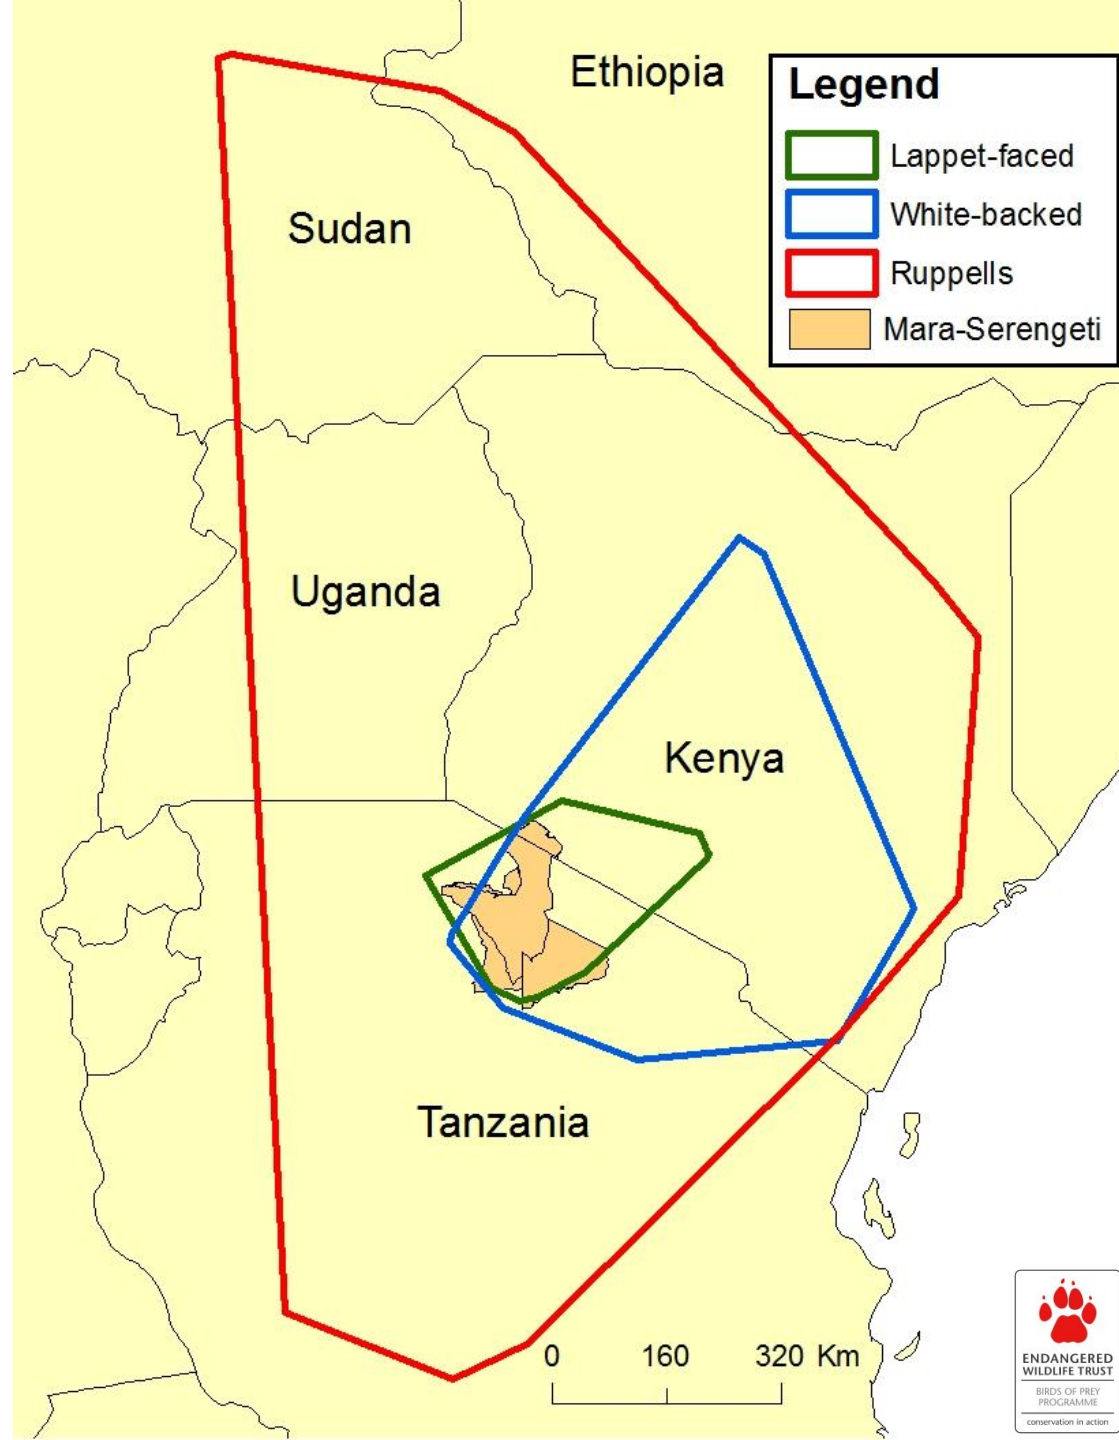 Ethiopia
Legend
Lappet-faced
White-backed
Ruppells
Mara-Serengeti
Sudan
Uganda
Kenya
Tanzania
0 160 320 Km
ENDANGERED
WILDLIFE TRUST
BIRDS OF PREY
PROGRAMME
conservation in action